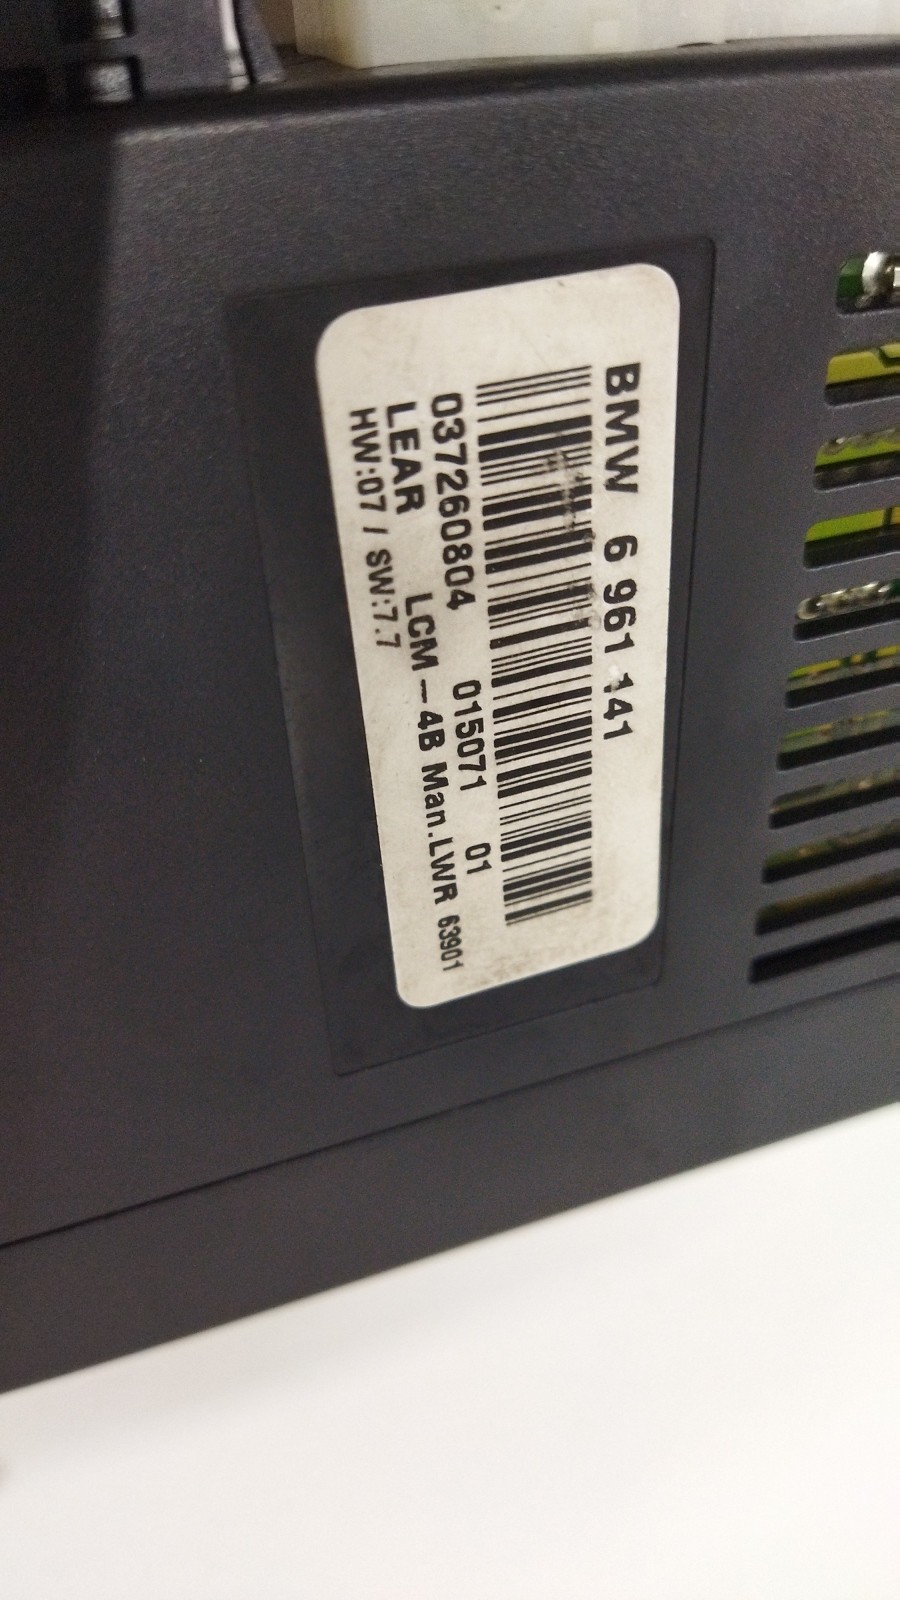 BMW 6 961 141
037260804 015071 01
LEAR LCM-4B Man.LWR 63901
HW:07 / SW:7.7